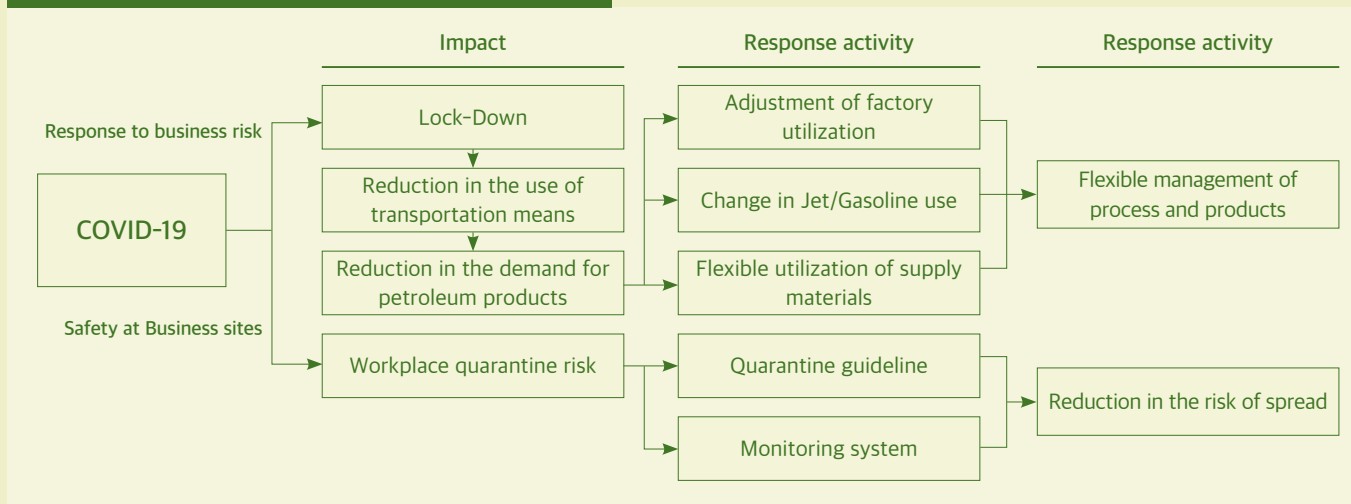 Impact
Response activity
Response activity
Response to business risk
COVID-19
Safety at Business sites
Lock-Down
Reduction in the use of
transportation means
Reduction in the demand for
petroleum products
Workplace quarantine risk
Adjustment of factory
utilization
Change in Jet/Gasoline use
Flexible utilization of supply
materials
Quarantine guideline
Monitoring system
Flexible management of
process and products
Reduction in the risk of spread